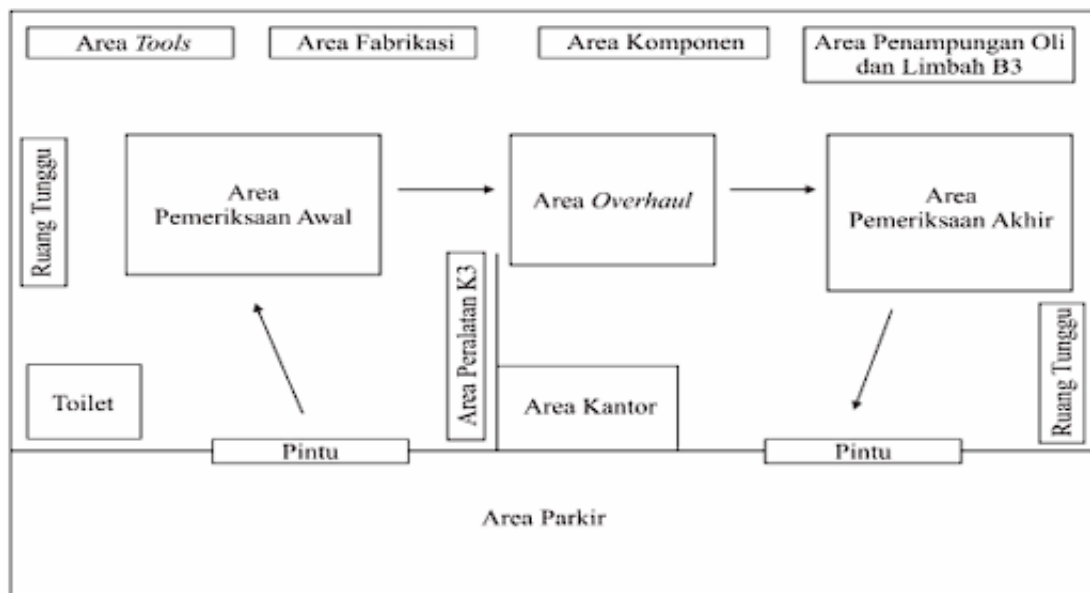 Area Tools
Area Fabrikasi
Area Komponen
Area Penampungan Oli
dan Limbah B3
Ruang Tunggu
Area
Pemeriksaan Awal
Area Overhaul
Area
Pemeriksaan Akhir
Area Peralatan K3
Ruang Tunggu
Toilet
Area Kantor
Pintu
Pintu
Area Parkir